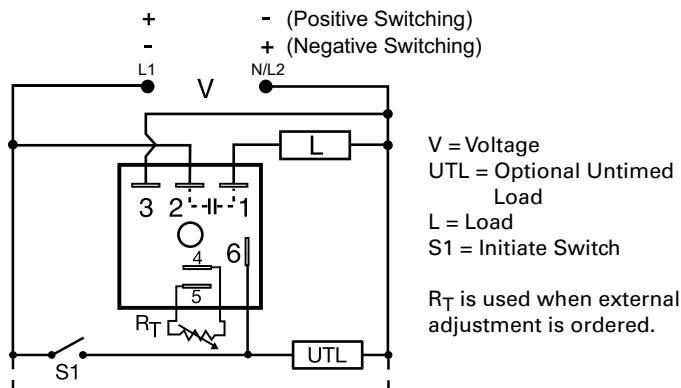 + - (Positive Switching)
- + (Negative Switching)
L1 N/L2
V
L
3 2 1
6
4
5
RT
S1
UTL
V = Voltage
UTL = Optional Untimed
Load
L = Load
S1 = Initiate Switch
RT is used when external
adjustment is ordered.